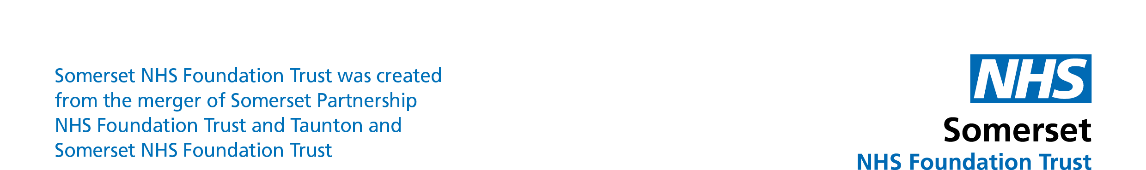 Somerset NHS Foundation Trust was created
from the merger of Somerset Partnership
NHS Foundation Trust and Taunton and
Somerset NHS Foundation Trust
NHS
Somerset
NHS Foundation Trust